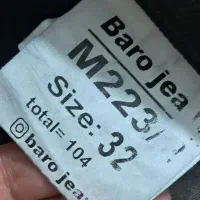 Baro jea
M223/
Size: 32
total= 104
baro jea